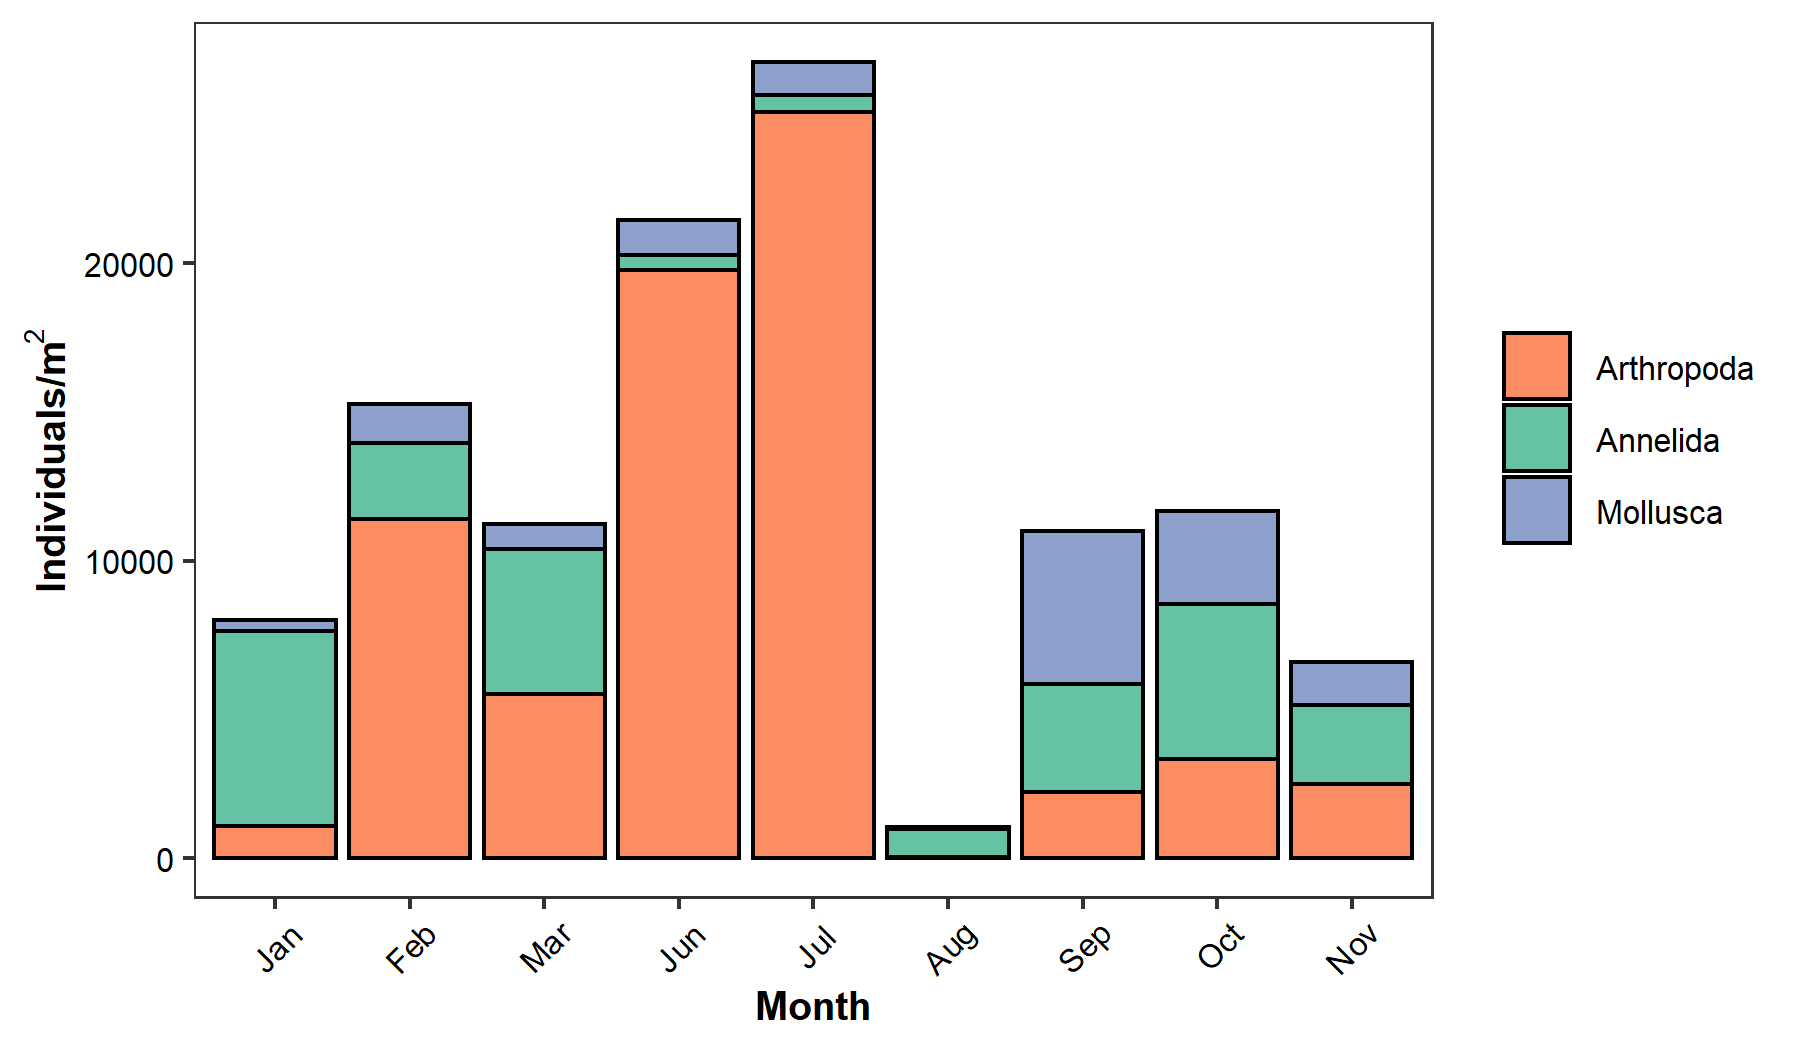 Individuals/m²
20000
10000
0
Jan Feb Mar Jun Jul Aug Sep Oct Nov
Month
Arthropoda
Annelida
Mollusca